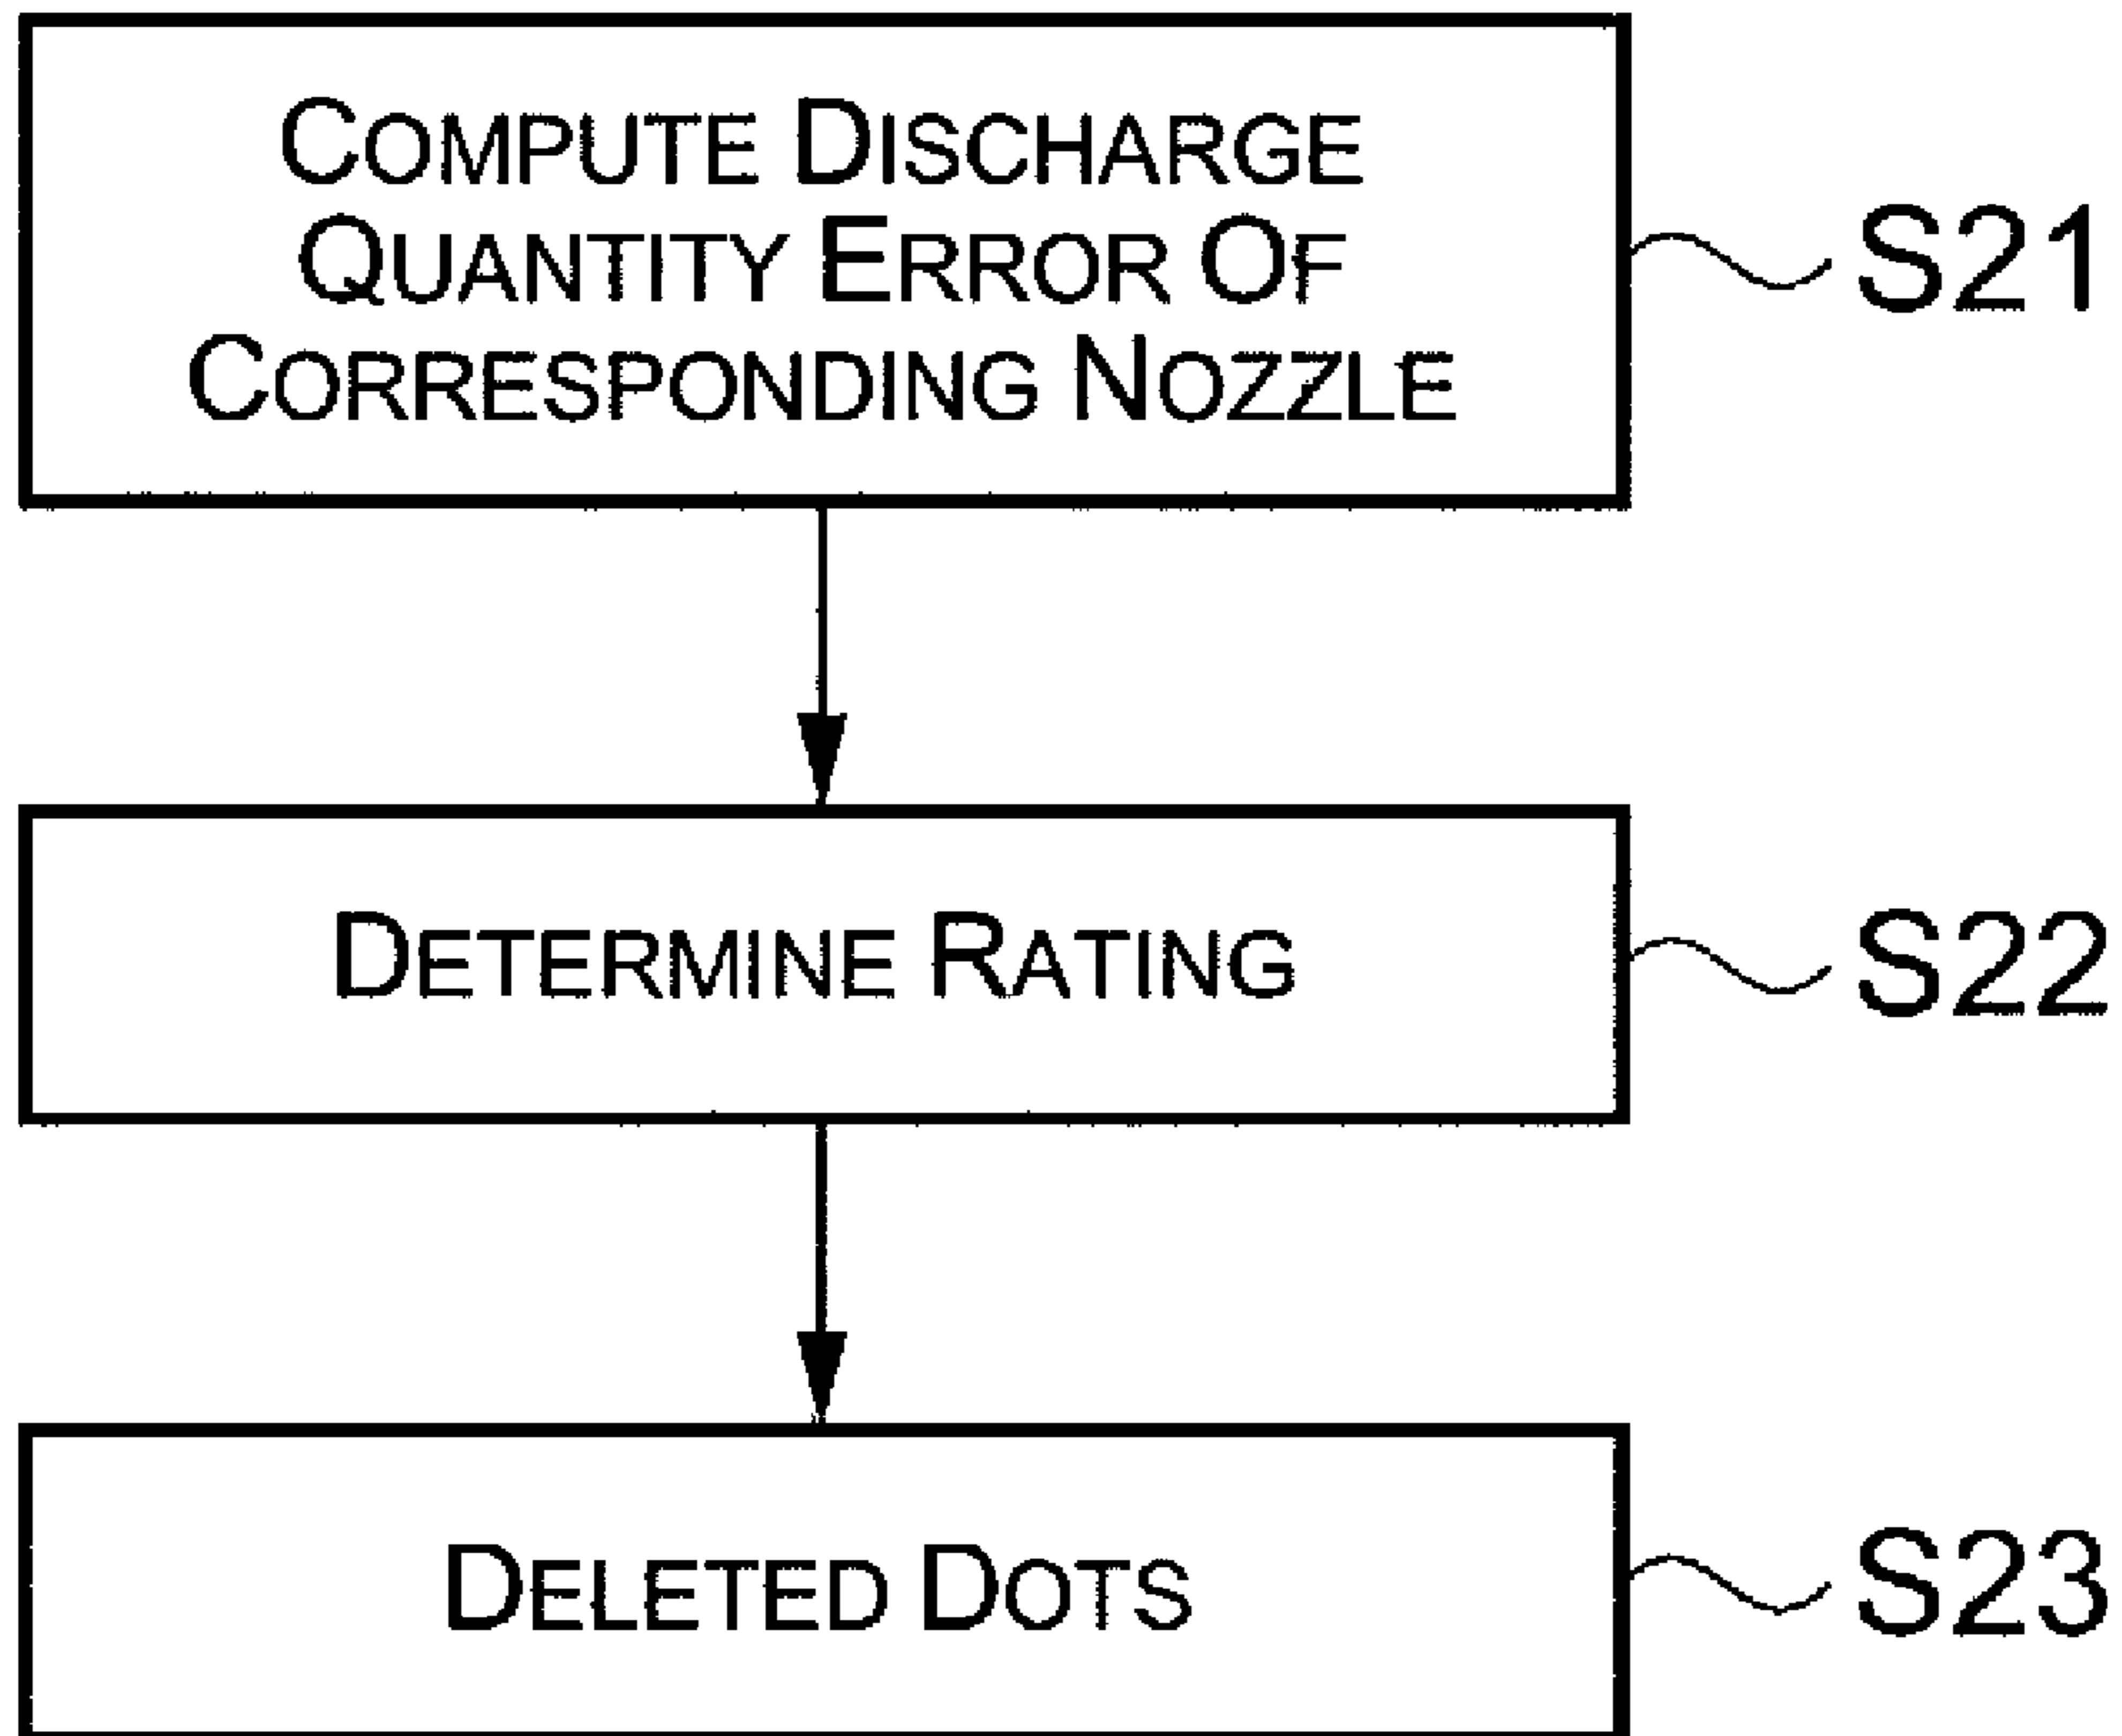 COMPUTE DISCHARGE
QUANTITY ERROR OF
CORRESPONDING NOZZLE
S21
DETERMINE RATING
S22
DELETED DOTS
S23